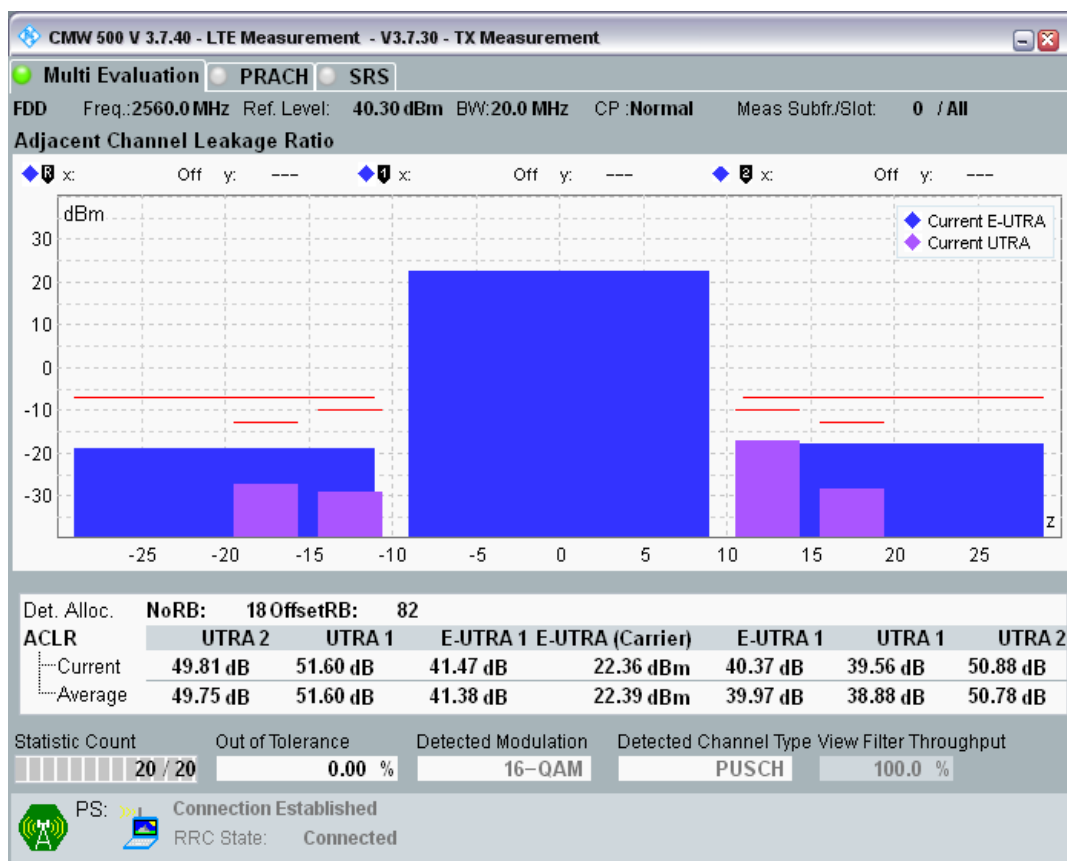 CMW 500 V 3.7.40 - LTE Measurement - V3.7.30 - TX Measurement
Multi Evaluation PRACH SRS
FDD Freq.:2560.0 MHz Ref. Level: 40.30 dBm BW:20.0 MHz CP :Normal Meas Subfr./Slot: 0 / All
Adjacent Channel Leakage Ratio
R x: Off y: --- 1 x: Off y: --- 2 x: Off y: ---
dBm
Current E-UTRA
Current UTRA
30
20
10
0
-10
-20
-30
z
-25 -20 -15 -10 -5 0 5 10 15 20 25
Det. Alloc. NoRB: 18 OffsetRB: 82
ACLR UTRA 2 UTRA 1 E-UTRA 1 E-UTRA (Carrier) E-UTRA 1 UTRA 1 UTRA 2
Current 49.81 dB 51.60 dB 41.47 dB 22.36 dBm 40.37 dB 39.56 dB 50.88 dB
Average 49.75 dB 51.60 dB 41.38 dB 22.39 dBm 39.97 dB 38.88 dB 50.78 dB
Statistic Count Out of Tolerance Detected Modulation Detected Channel Type View Filter Throughput
20 / 20 0.00 % 16-QAM PUSCH 100.0 %
PS: Connection Established
RRC State: Connected